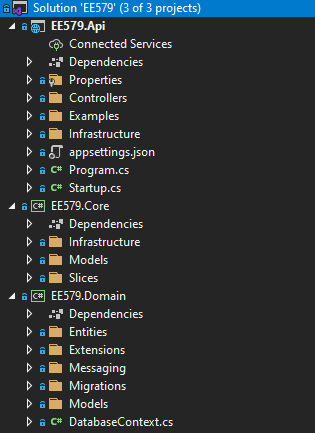 Solution 'EE579' (3 of 3 projects)
EE579.Api
Connected Services
Dependencies
Properties
Controllers
Examples
Infrastructure
appsettings.json
C# Program.cs
C# Startup.cs
C# EE579.Core
Dependencies
Infrastructure
Models
Slices
C# EE579.Domain
Dependencies
Entities
Extensions
Messaging
Migrations
Models
C# DatabaseContext.cs